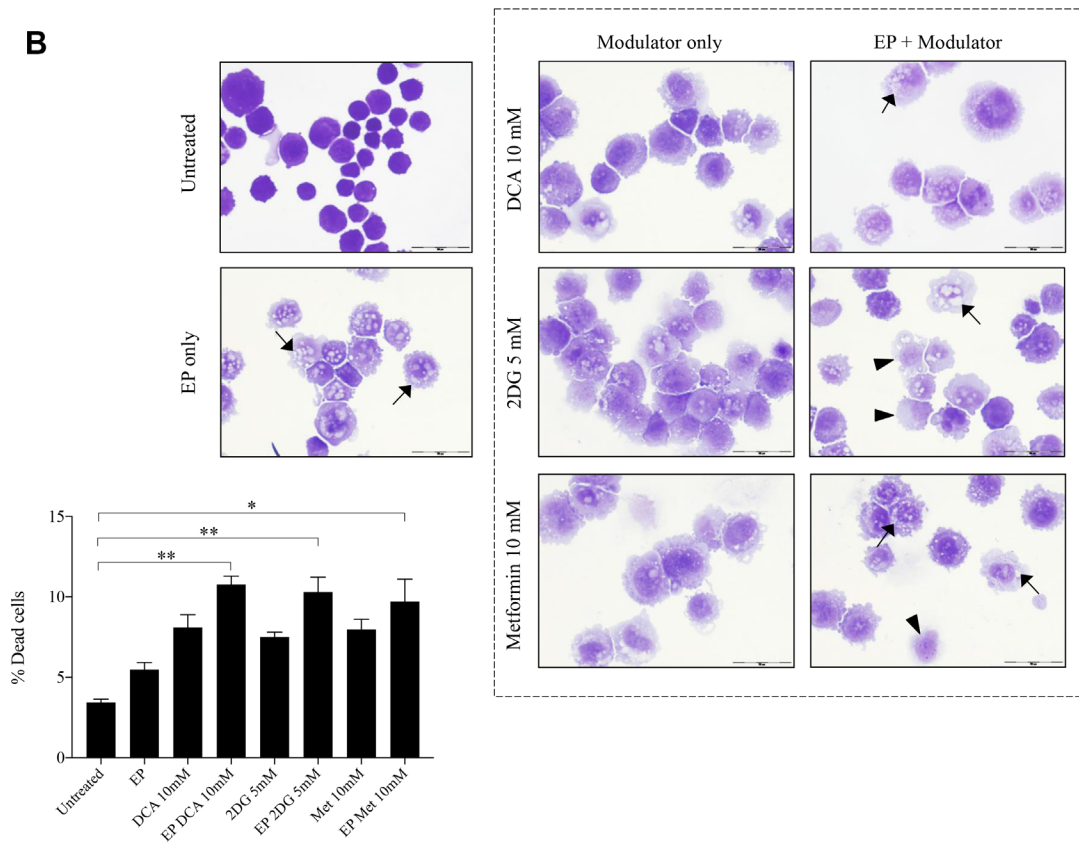 B
Modulator only
EP + Modulator
Untreated
DCA 10 mM
EP only
2DG 5 mM
Metformin 10 mM
% Dead cells
15
10
5
0
*
**
**
Untreated
EP
DCA 10mM
EP DCA 10mM
2DG 5mM
EP 2DG 5mM
Met 10mM
EP Met 10mM